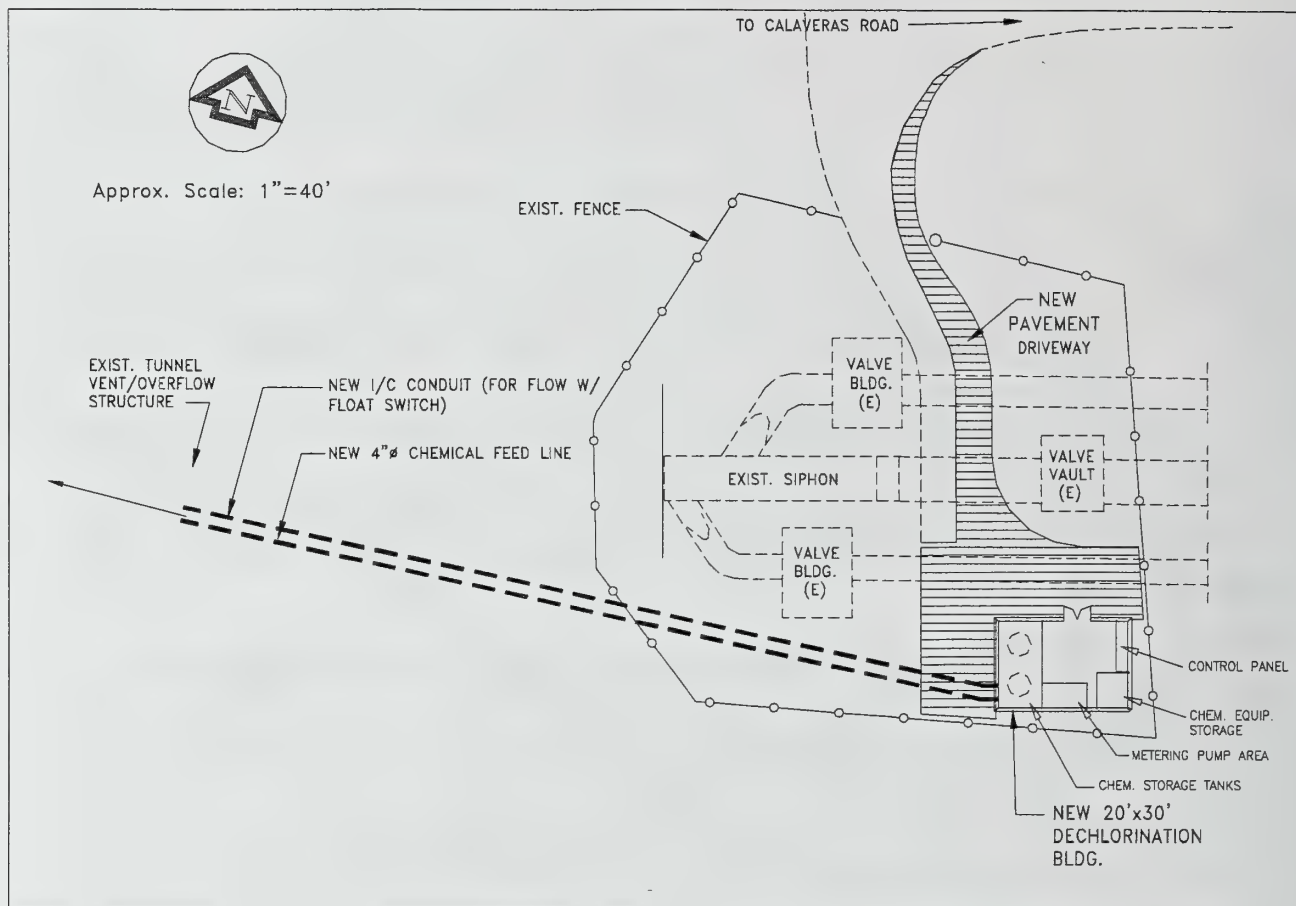 TO CALAVERAS ROAD
N
Approx. Scale: 1"=40'
EXIST. FENCE
NEW
PAVEMENT
DRIVEWAY
EXIST. TUNNEL
VENT/OVERFLOW
STRUCTURE
NEW I/C CONDUIT (FOR FLOW W/
FLOAT SWITCH)
NEW 4"ø CHEMICAL FEED LINE
VALVE
BLDG.
(E)
EXIST. SIPHON
VALVE
VAULT
(E)
VALVE
BLDG.
(E)
CONTROL PANEL
CHEM. EQUIP.
STORAGE
METERING PUMP AREA
CHEM. STORAGE TANKS
NEW 20'x30'
DECHLORINATION
BLDG.